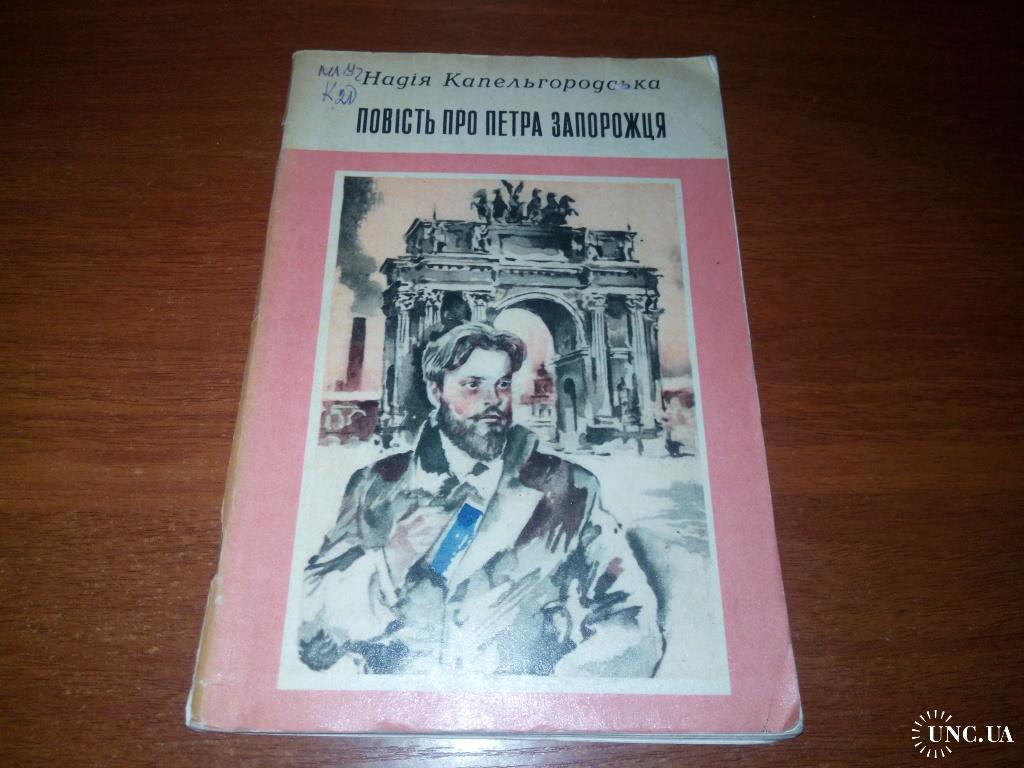 Надія Капельгородська
ПОВІСТЬ ПРО ПЕТРА ЗАПОРОЖЦЯ
UNC.UA